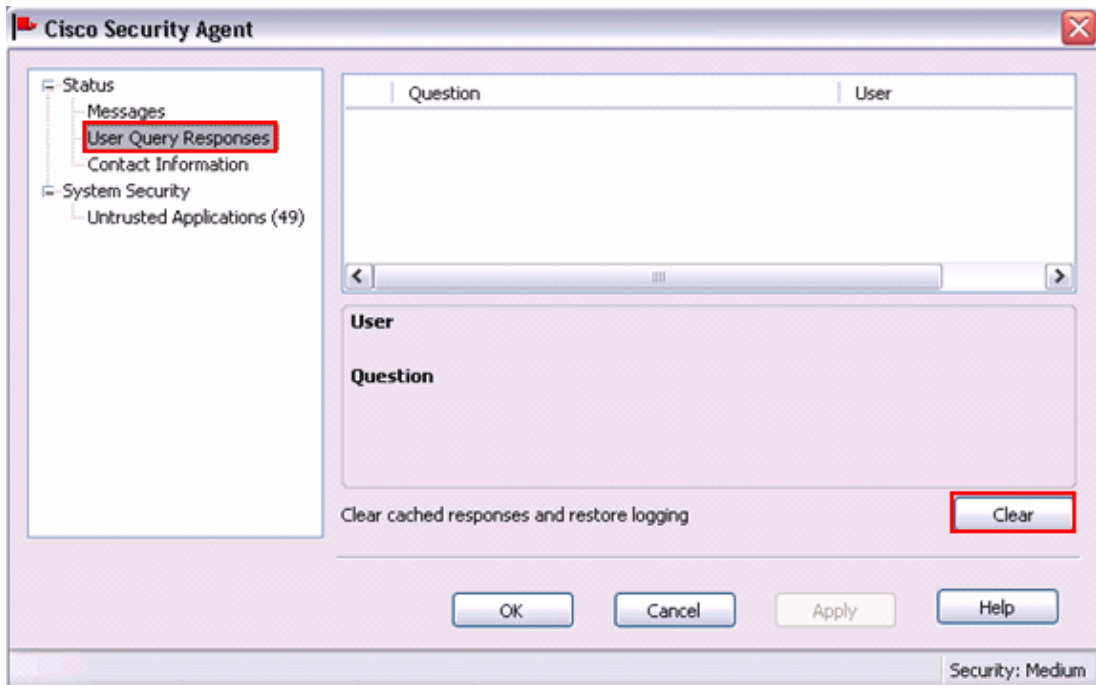 Cisco Security Agent
Status
Messages
User Query Responses
Contact Information
System Security
Untrusted Applications (49)
Question User
User
Question
Clear cached responses and restore logging
Clear
OK Cancel Apply Help
Security: Medium